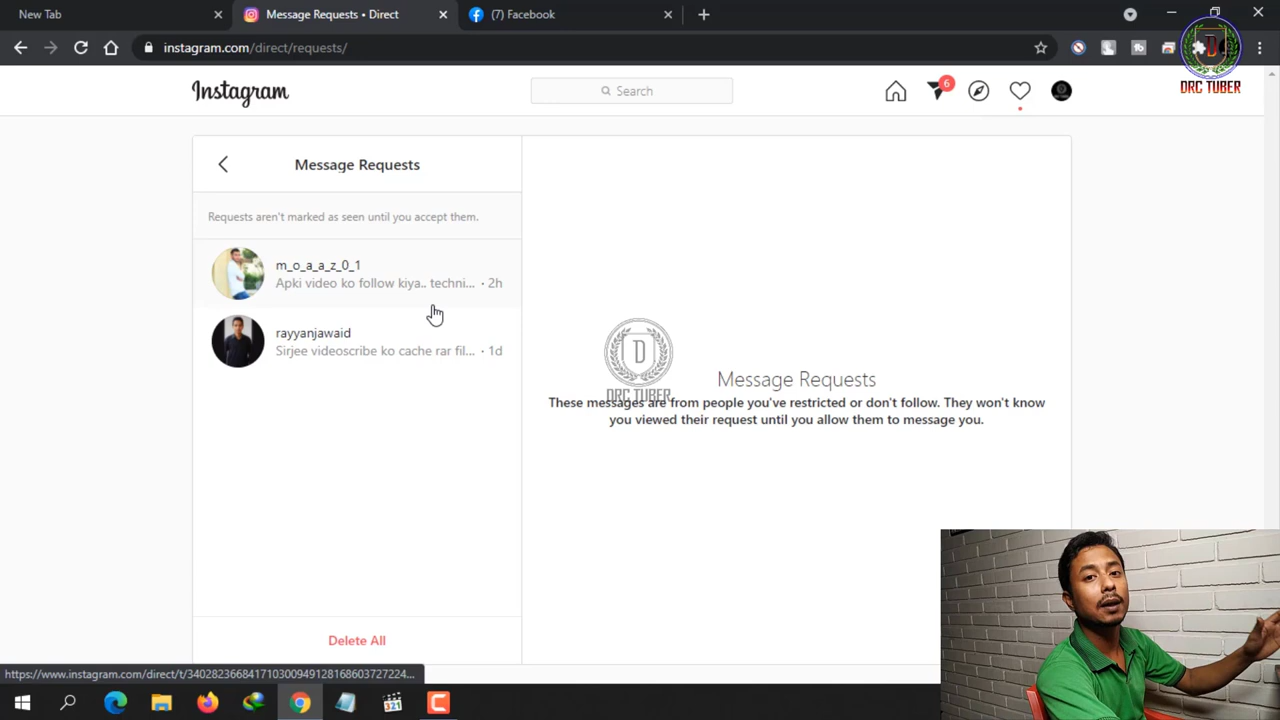 New Tab
Message Requests • Direct
(7) Facebook
instagram.com/direct/requests/
DRC TUBER
Instagram
Search
6
Message Requests
Requests aren't marked as seen until you accept them.
m_o_a_a_z_0_1
Apki video ko follow kiya.. techni... • 2h
rayyanjawaid
Sirjee videoscribe ko cache rar fil... • 1d
D
DRC TUBER
Message Requests
These messages are from people you've restricted or don't follow. They won't know
you viewed their request until you allow them to message you.
Delete All
https://www.instagram.com/direct/t/340282366841710300949128168603727224...
321